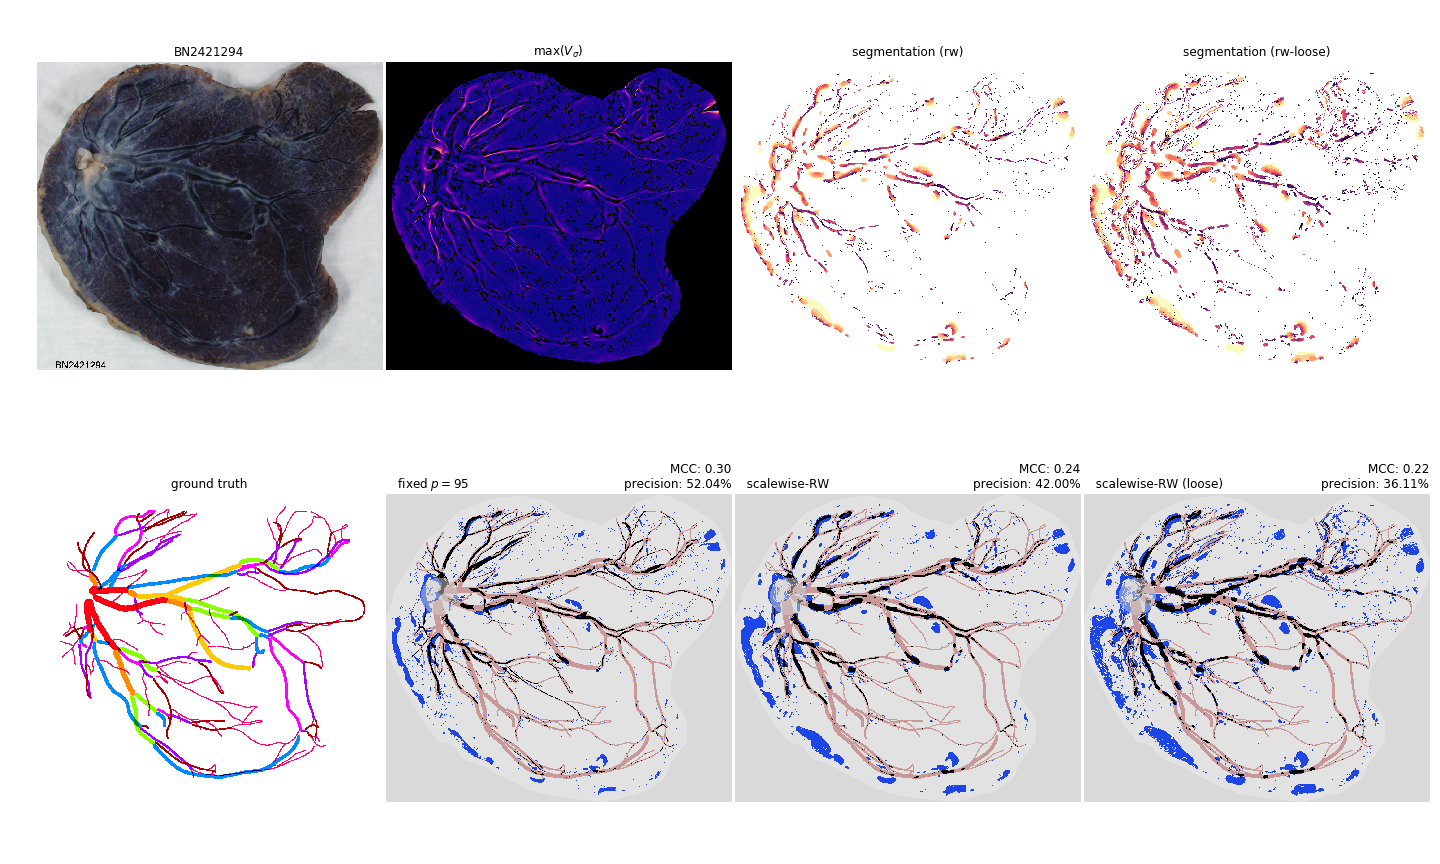 BN2421294
max(V_σ)
segmentation (rw)
segmentation (rw-loose)
BN2421294
ground truth
fixed p = 95
MCC: 0.30
precision: 52.04%
scalewise-RW
MCC: 0.24
precision: 42.00%
scalewise-RW (loose)
MCC: 0.22
precision: 36.11%